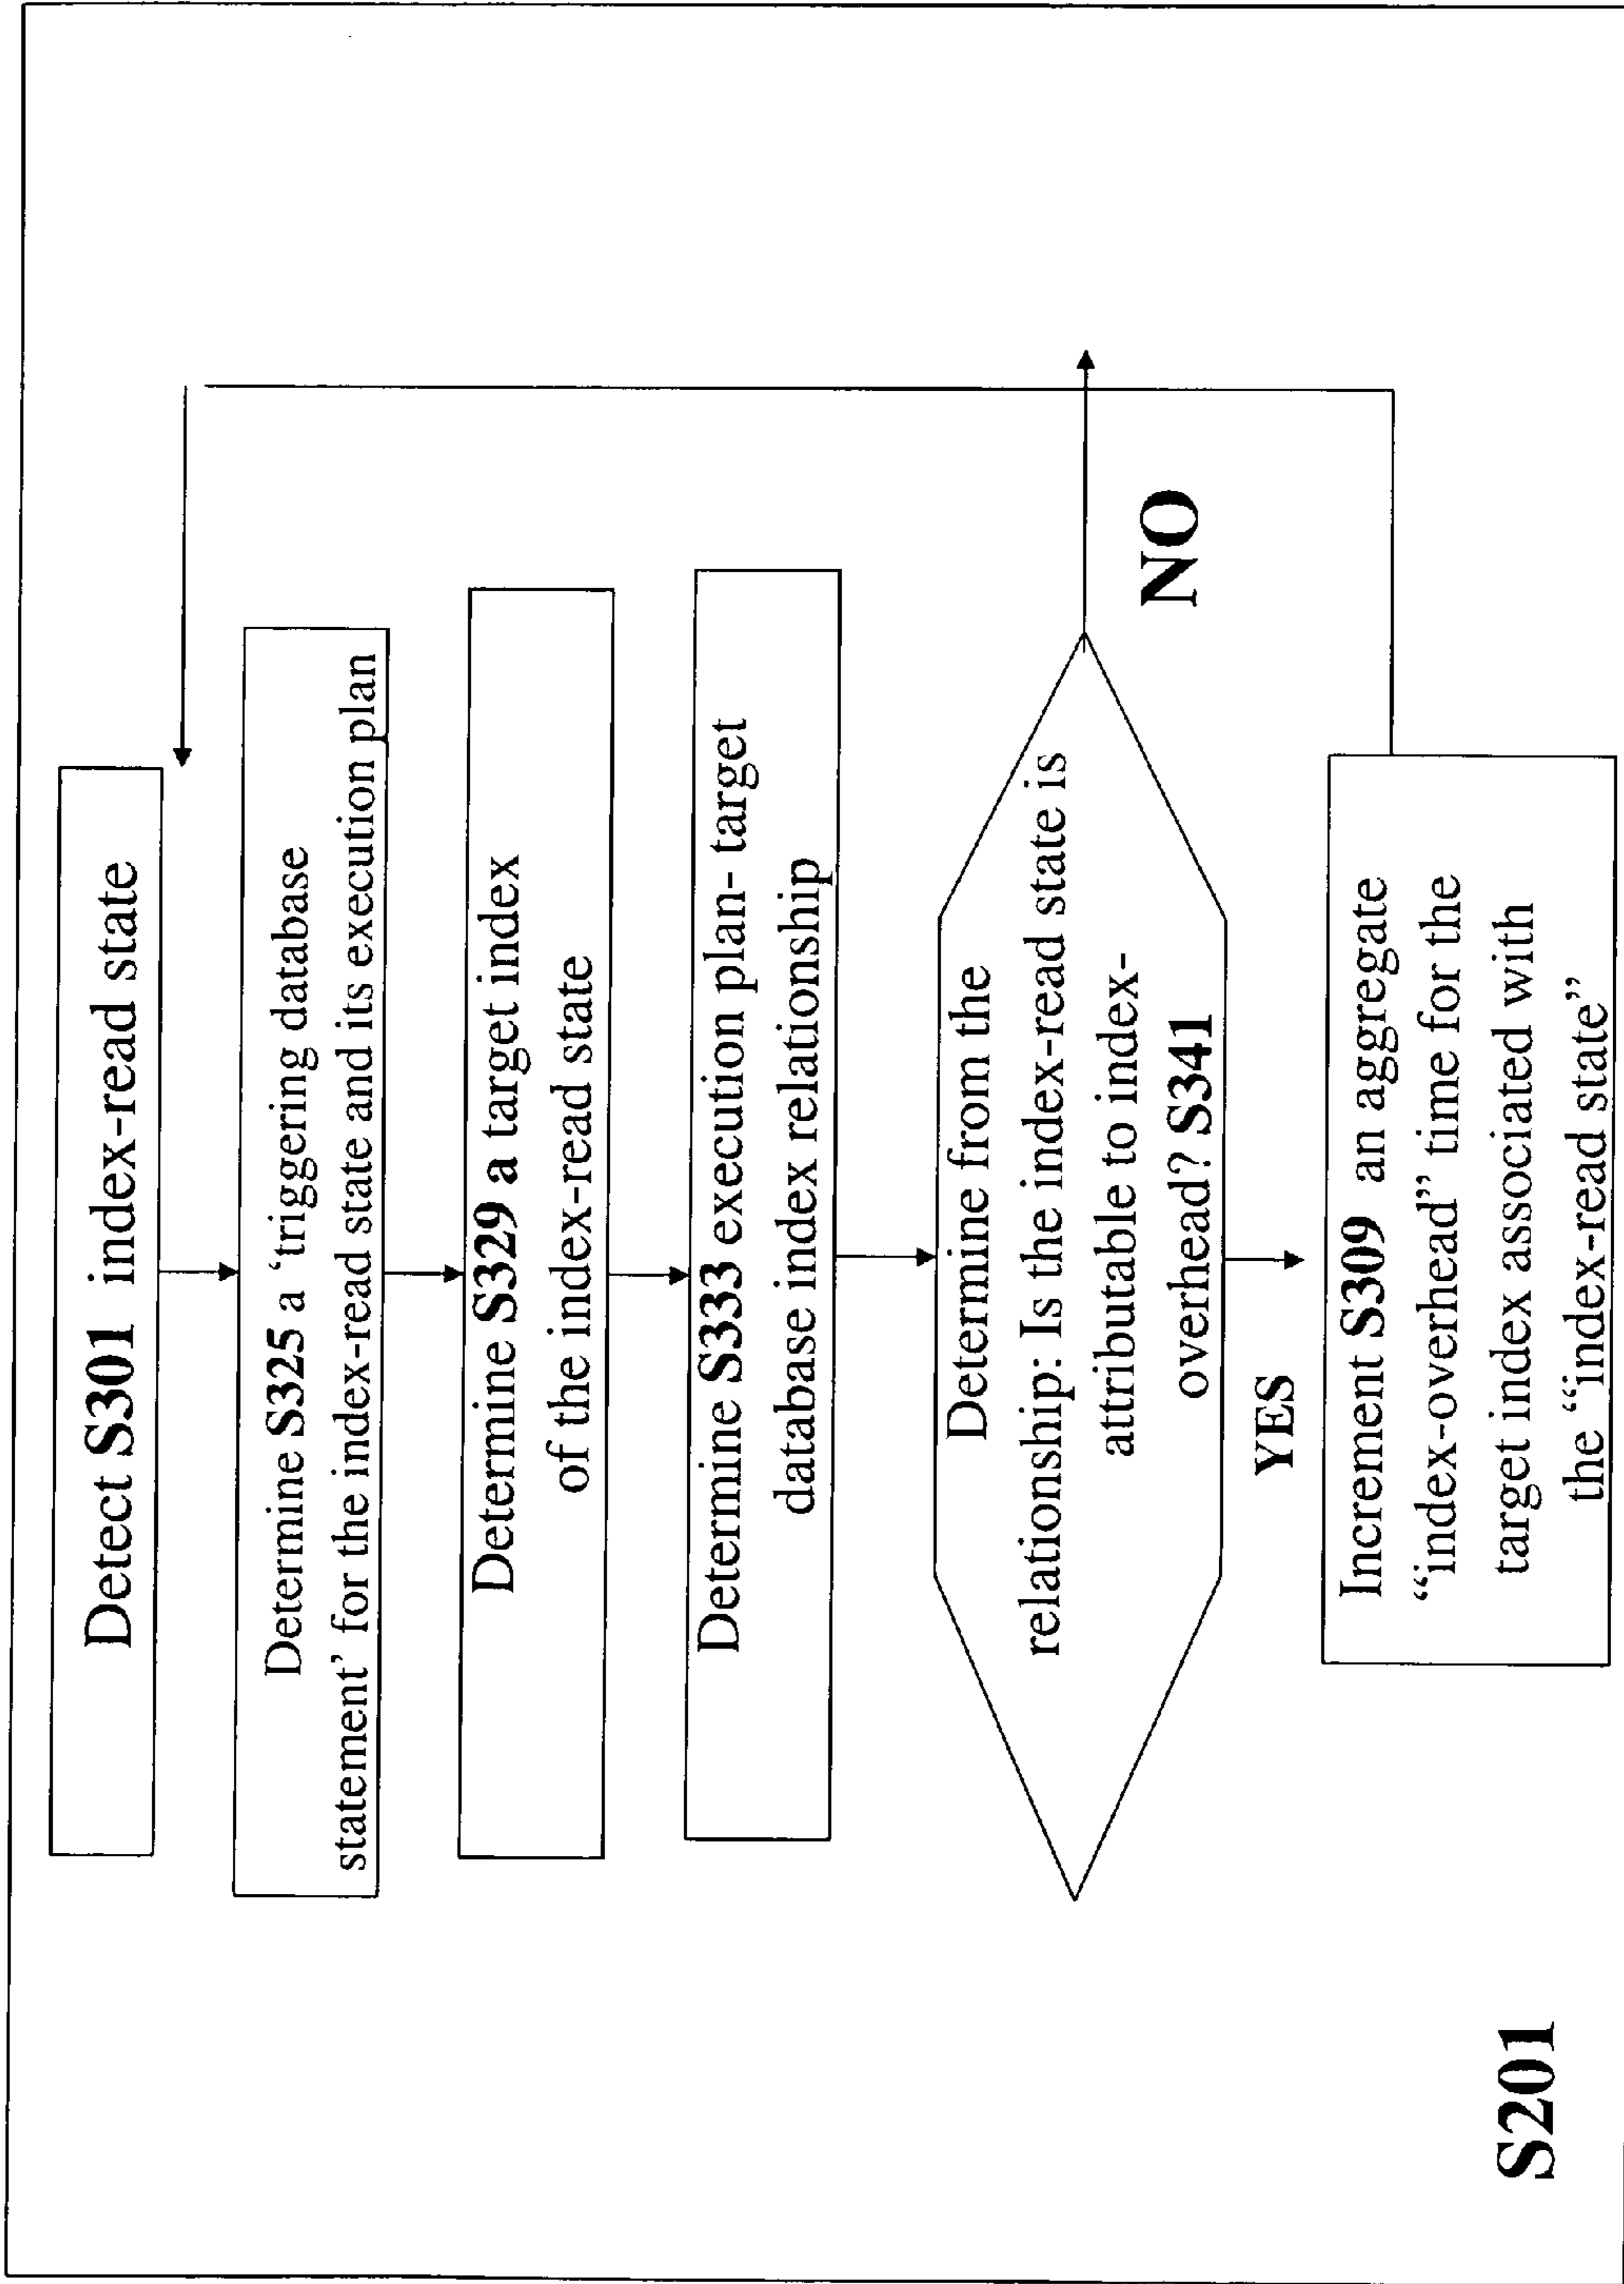 Detect S301 index-read state
Determine S325 a ‘triggering database
statement’ for the index-read state and its execution plan
Determine S329 a target index
of the index-read state
Determine S333 execution plan- target
database index relationship
Determine from the
relationship: Is the index-read state is
attributable to index-
overhead? S341
NO
YES
Increment S309 an aggregate
“index-overhead” time for the
target index associated with
the “index-read state”
S201